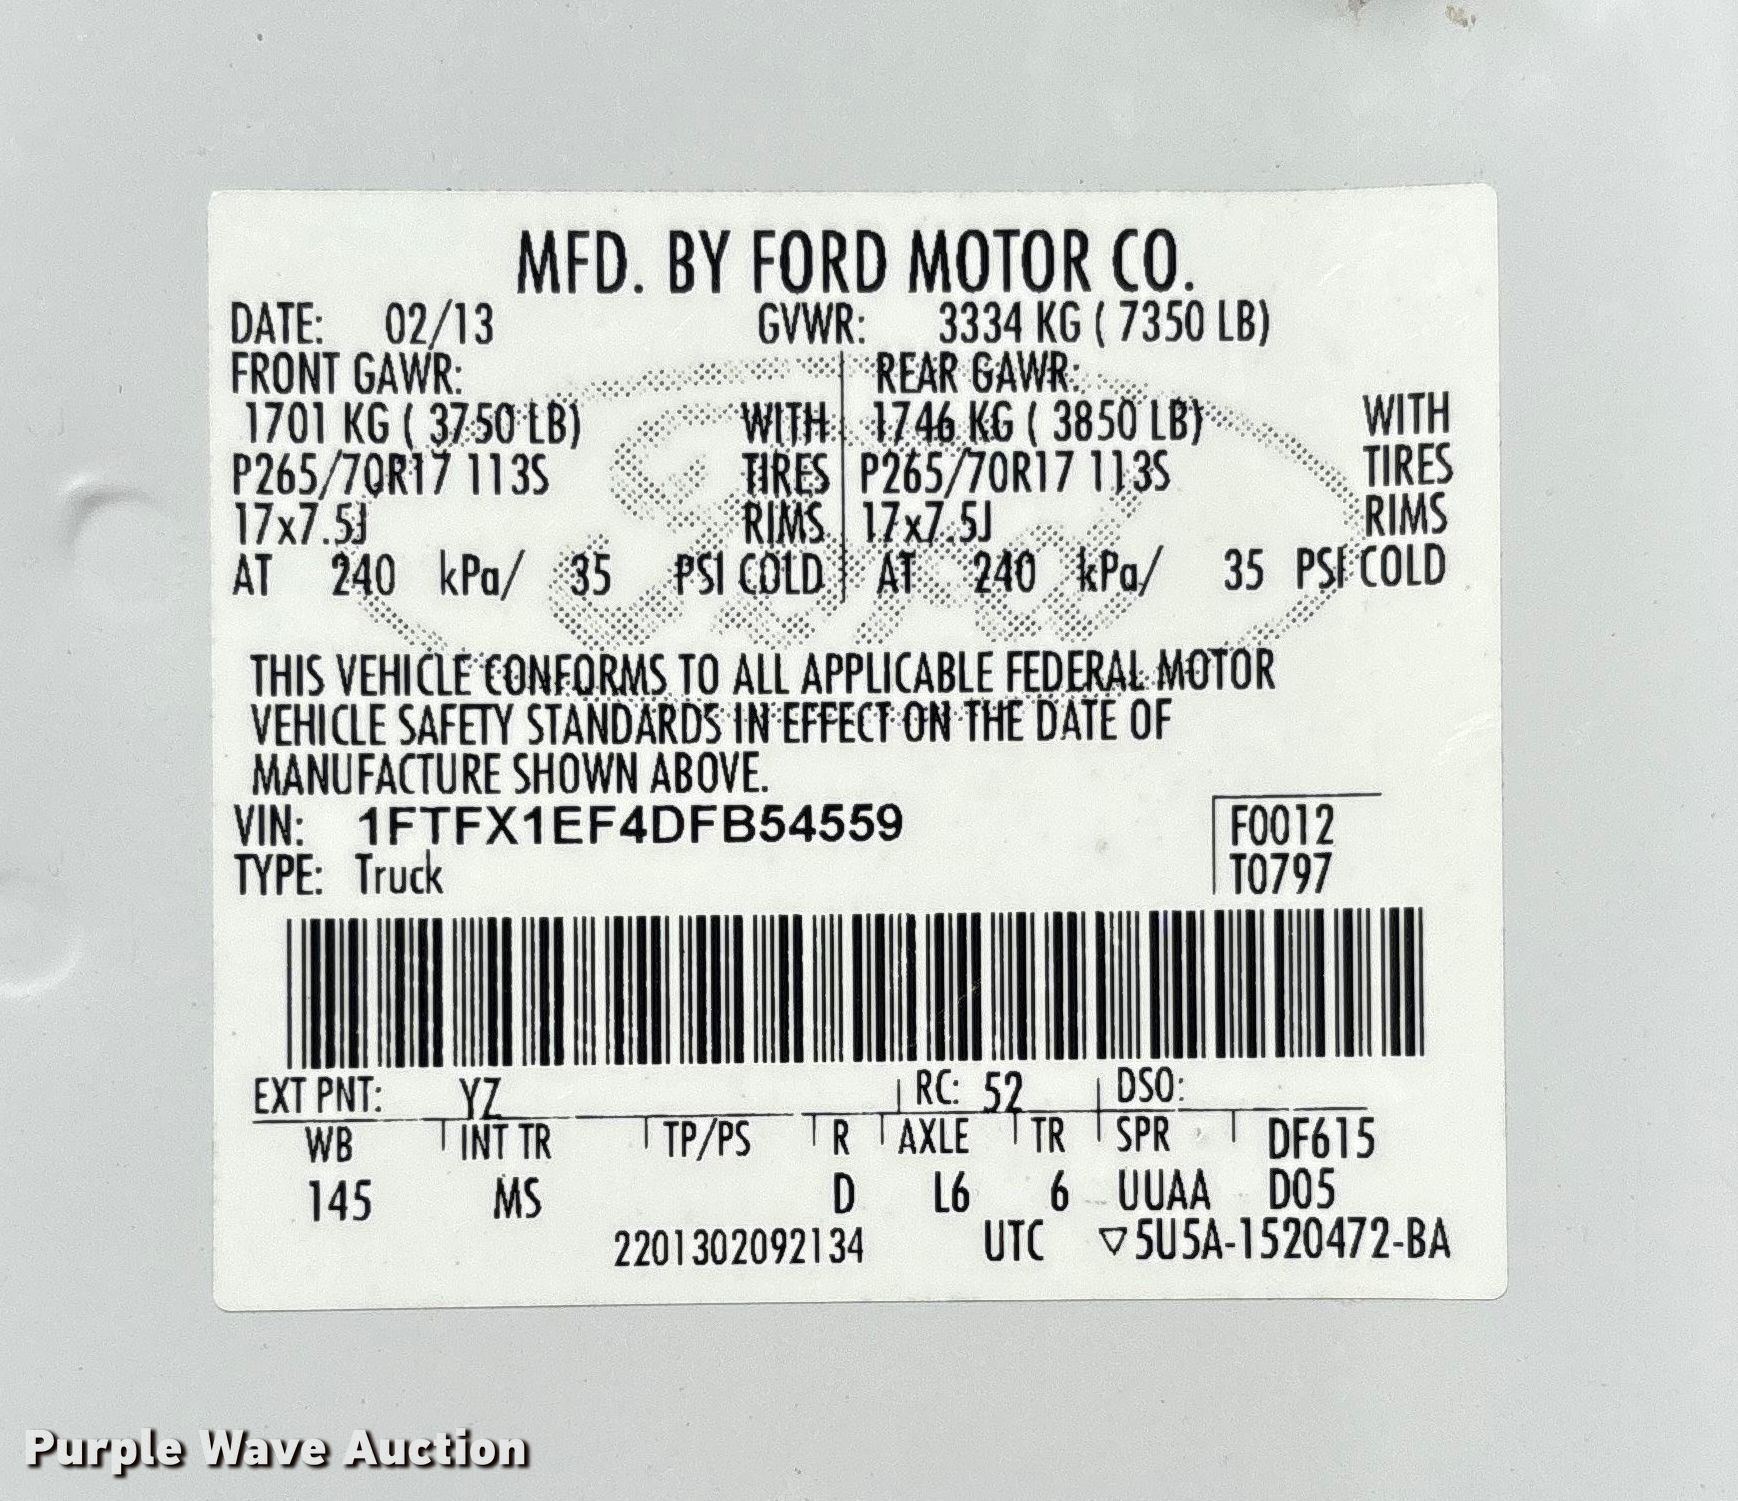 MFD. BY FORD MOTOR CO.
DATE: 02/13 GVWR: 3334 KG ( 7350 LB)
FRONT GAWR: REAR GAWR:
1701 KG ( 3750 LB) WITH 1746 KG ( 3850 LB) WITH
P265/70R17 113S TIRES P265/70R17 113S TIRES
17x7.5J RIMS 17x7.5J RIMS
AT 240 kPa/ 35 PSI COLD AT 240 kPa/ 35 PSI COLD
THIS VEHICLE CONFORMS TO ALL APPLICABLE FEDERAL MOTOR
VEHICLE SAFETY STANDARDS IN EFFECT ON THE DATE OF
MANUFACTURE SHOWN ABOVE.
VIN: 1FTFX1EF4DFB54559 F0012
TYPE: Truck T0797
EXT PNT: YZ RC: 52 DSO:
WB INT TR TP/PS R AXLE TR SPR DF615
145 MS D L6 6 UUAA D05
2201302092134 UTC ▽5U5A-1520472-BA
Purple Wave Auction